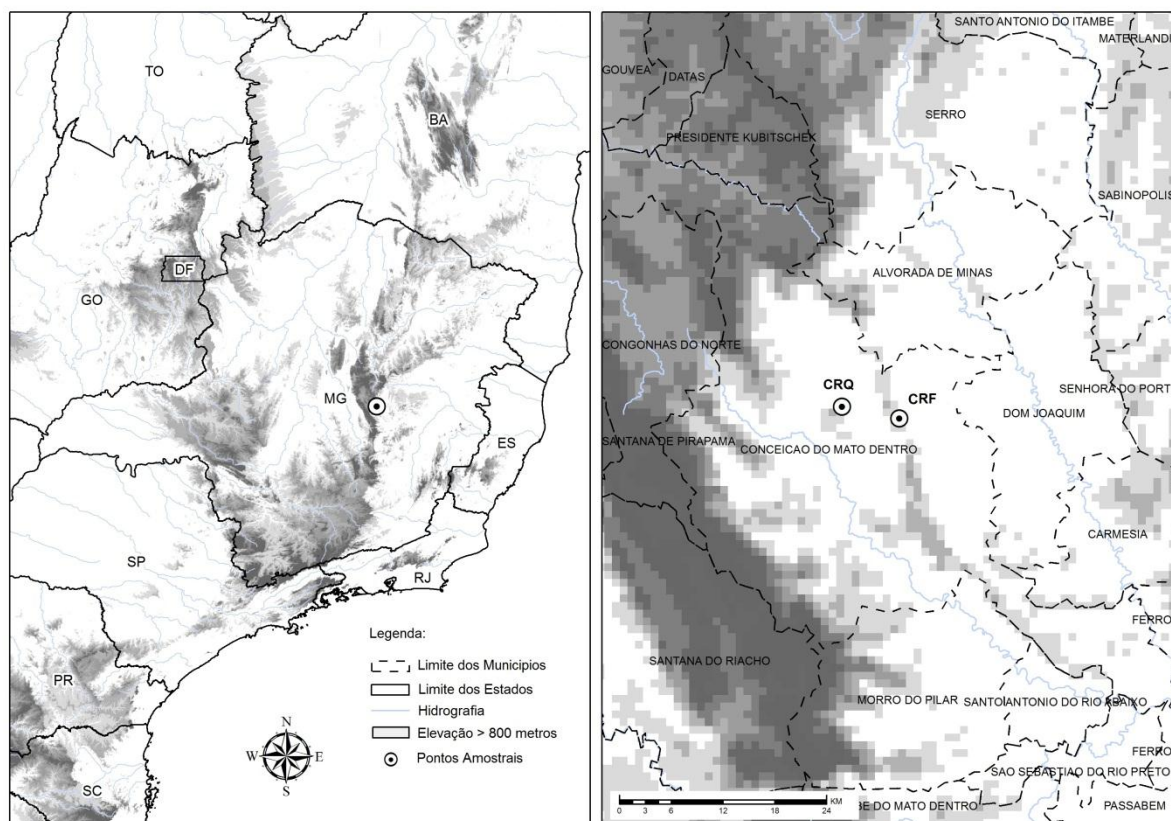 TO
BA
DF
GO
MG
ES
SP
RJ
PR
SC
Legenda:
Limite dos Municipios
Limite dos Estados
Hidrografia
Elevação > 800 metros
Pontos Amostrais
N
W
E
S
SANTO ANTONIO DO ITAMBE
MATERLANDI
GOUVEA
DATAS
SERRO
PRESIDENTE KUBITSCHEK
SABINOPOLIS
ALVORADA DE MINAS
CONGONHAS DO NORTE
CRQ
CRF
SENHORA DO PORT
DOM JOAQUIM
SANTANA DE PIRAPAMA
CONCEICAO DO MATO DENTRO
CARMESIA
FERRO
SANTANA DO RIACHO
MORRO DO PILAR
SANTO ANTONIO DO RIO ABAIXO
FERRO
SAO SEBASTIAO DO RIO PRETO
0 3 6 12 18 24 KM
BE DO MATO DENTRO
PASSABEM